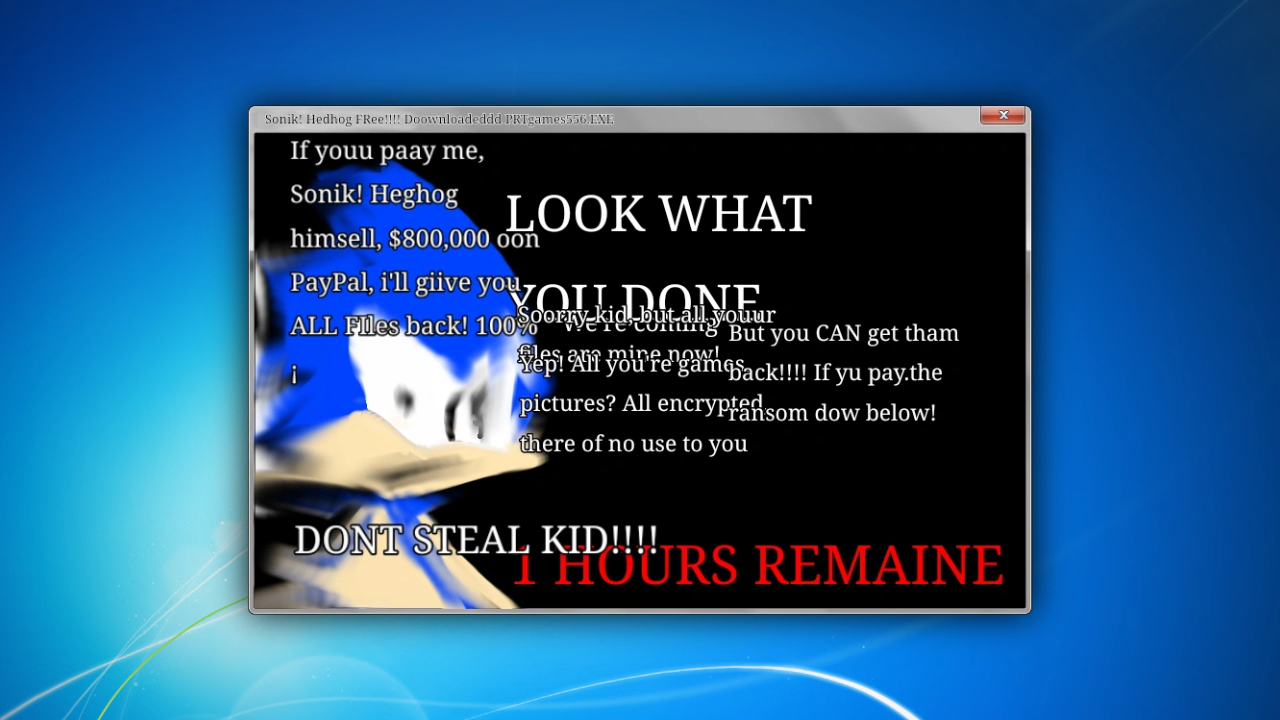 Sonik! Hedhog FRee!!!! Doownloadeddd PRTgames556.EXE
If youu paay me,
Sonik! Heghog
himsell, $800,000 oon
PayPal, i'll giive you
ALL FIles back! 100%
¡
LOOK WHAT
YOU DONE
We're coming
Soorry kid, but all youur
files are mine now!
Yep! All you're games,
pictures? All encrypted,
there of no use to you
But you CAN get tham
back!!!! If yu pay.the
ransom dow below!
DONT STEAL KID!!!!
1 HOURS REMAINE